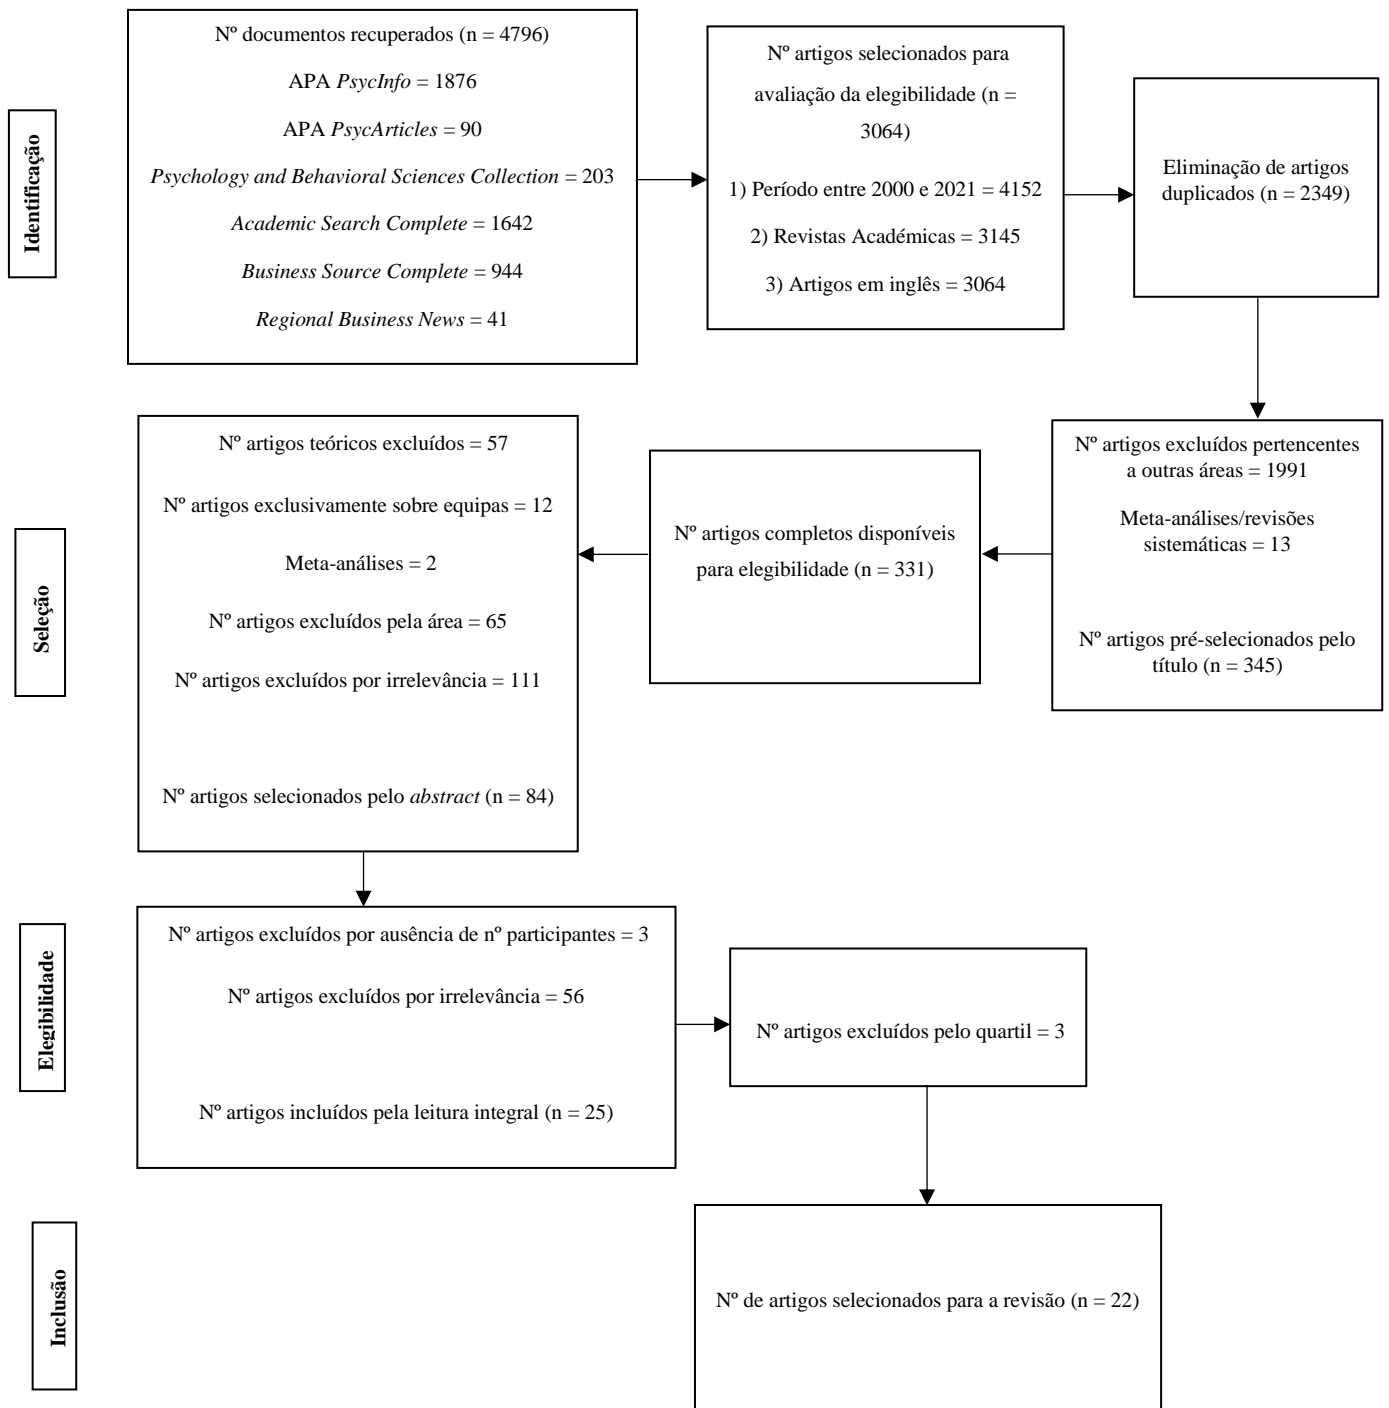 Identificação
Nº documentos recuperados (n = 4796)
APA PsycInfo = 1876
APA PsycArticles = 90
Psychology and Behavioral Sciences Collection = 203
Academic Search Complete = 1642
Business Source Complete = 944
Regional Business News = 41
Nº artigos selecionados para
avaliação da elegibilidade (n =
3064)
1) Período entre 2000 e 2021 = 4152
2) Revistas Académicas = 3145
3) Artigos em inglês = 3064
Eliminação de artigos
duplicados (n = 2349)
Seleção
Nº artigos excluídos pertencentes
a outras áreas = 1991
Meta-análises/revisões
sistemáticas = 13
Nº artigos pré-selecionados pelo
título (n = 345)
Nº artigos completos disponíveis
para elegibilidade (n = 331)
Nº artigos teóricos excluídos = 57
Nº artigos exclusivamente sobre equipas = 12
Meta-análises = 2
Nº artigos excluídos pela área = 65
Nº artigos excluídos por irrelevância = 111
Nº artigos selecionados pelo abstract (n = 84)
Elegibilidade
Nº artigos excluídos por ausência de nº participantes = 3
Nº artigos excluídos por irrelevância = 56
Nº artigos incluídos pela leitura integral (n = 25)
Nº artigos excluídos pelo quartil = 3
Inclusão
Nº de artigos selecionados para a revisão (n = 22)